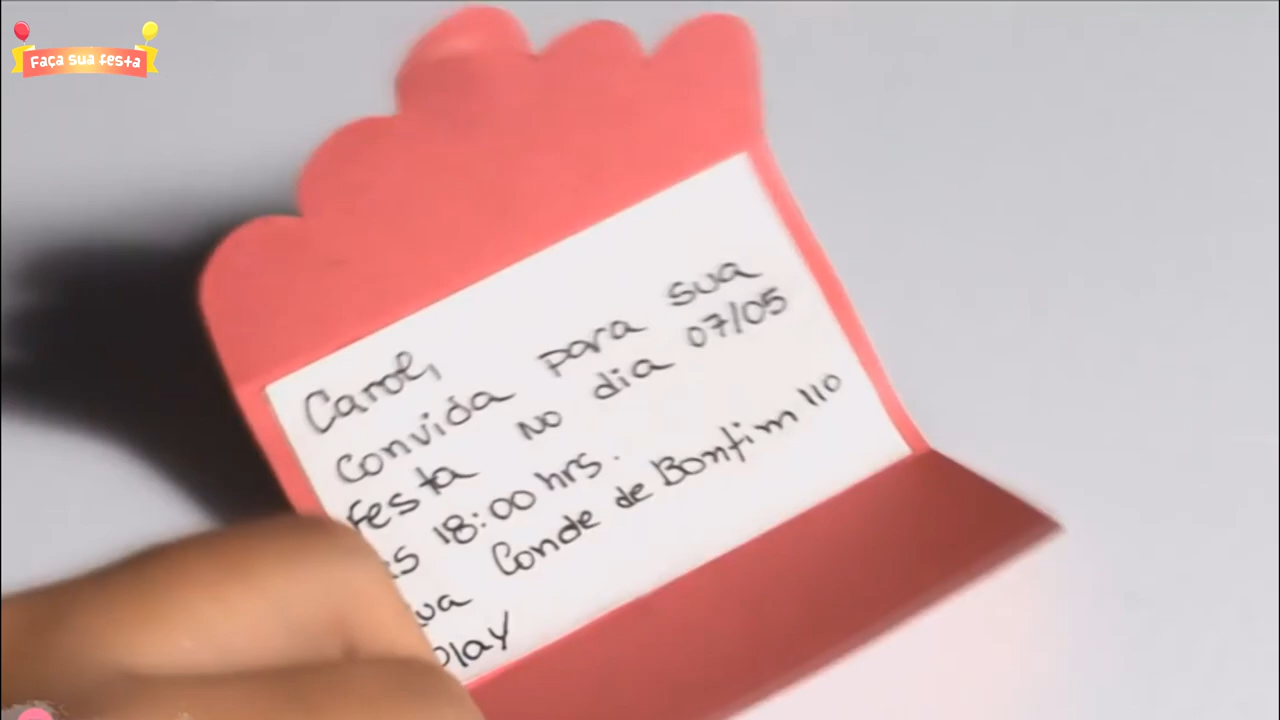 Faça sua festa
Carol,
convida para sua
festa no dia 07/05
18:00 hrs.
Conde de Bonfim 110